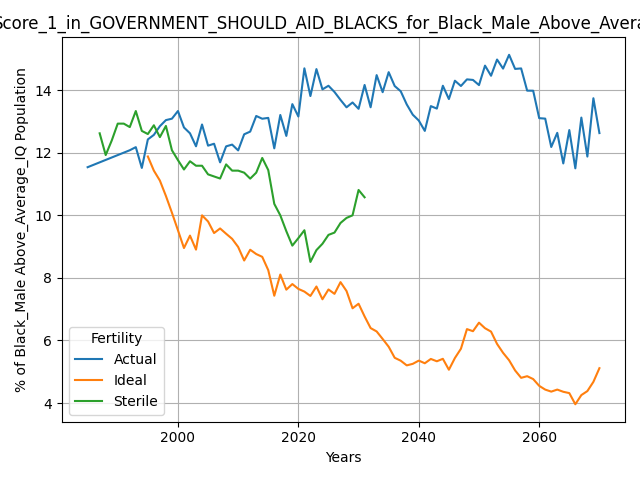 Score_1_in_GOVERNMENT_SHOULD_AID_BLACKS_for_Black_Male_Above_Avera
% of Black_Male Above_Average_IQ Population
14
12
10
8
6
4
Fertility
Actual
Ideal
Sterile
2000
2020
2040
2060
Years